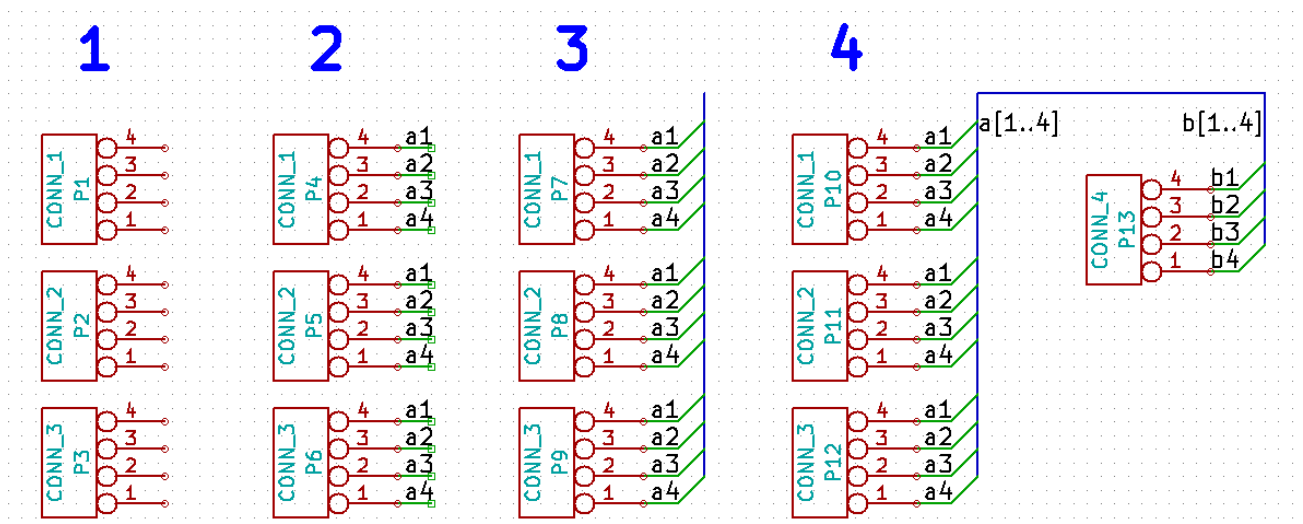 1 2 3 4
a[1..4] b[1..4]
CONN_1
P1
4
3
2
1
CONN_1
P4
4 a1
3 a2
2 a3
1 a4
CONN_1
P7
4 a1
3 a2
2 a3
1 a4
CONN_1
P10
4 a1
3 a2
2 a3
1 a4
CONN_4
P13
4 b1
3 b2
2 b3
1 b4
CONN_2
P2
4
3
2
1
CONN_2
P5
4 a1
3 a2
2 a3
1 a4
CONN_2
P8
4 a1
3 a2
2 a3
1 a4
CONN_2
P11
4 a1
3 a2
2 a3
1 a4
CONN_3
P3
4
3
2
1
CONN_3
P6
4 a1
3 a2
2 a3
1 a4
CONN_3
P9
4 a1
3 a2
2 a3
1 a4
CONN_3
P12
4 a1
3 a2
2 a3
1 a4